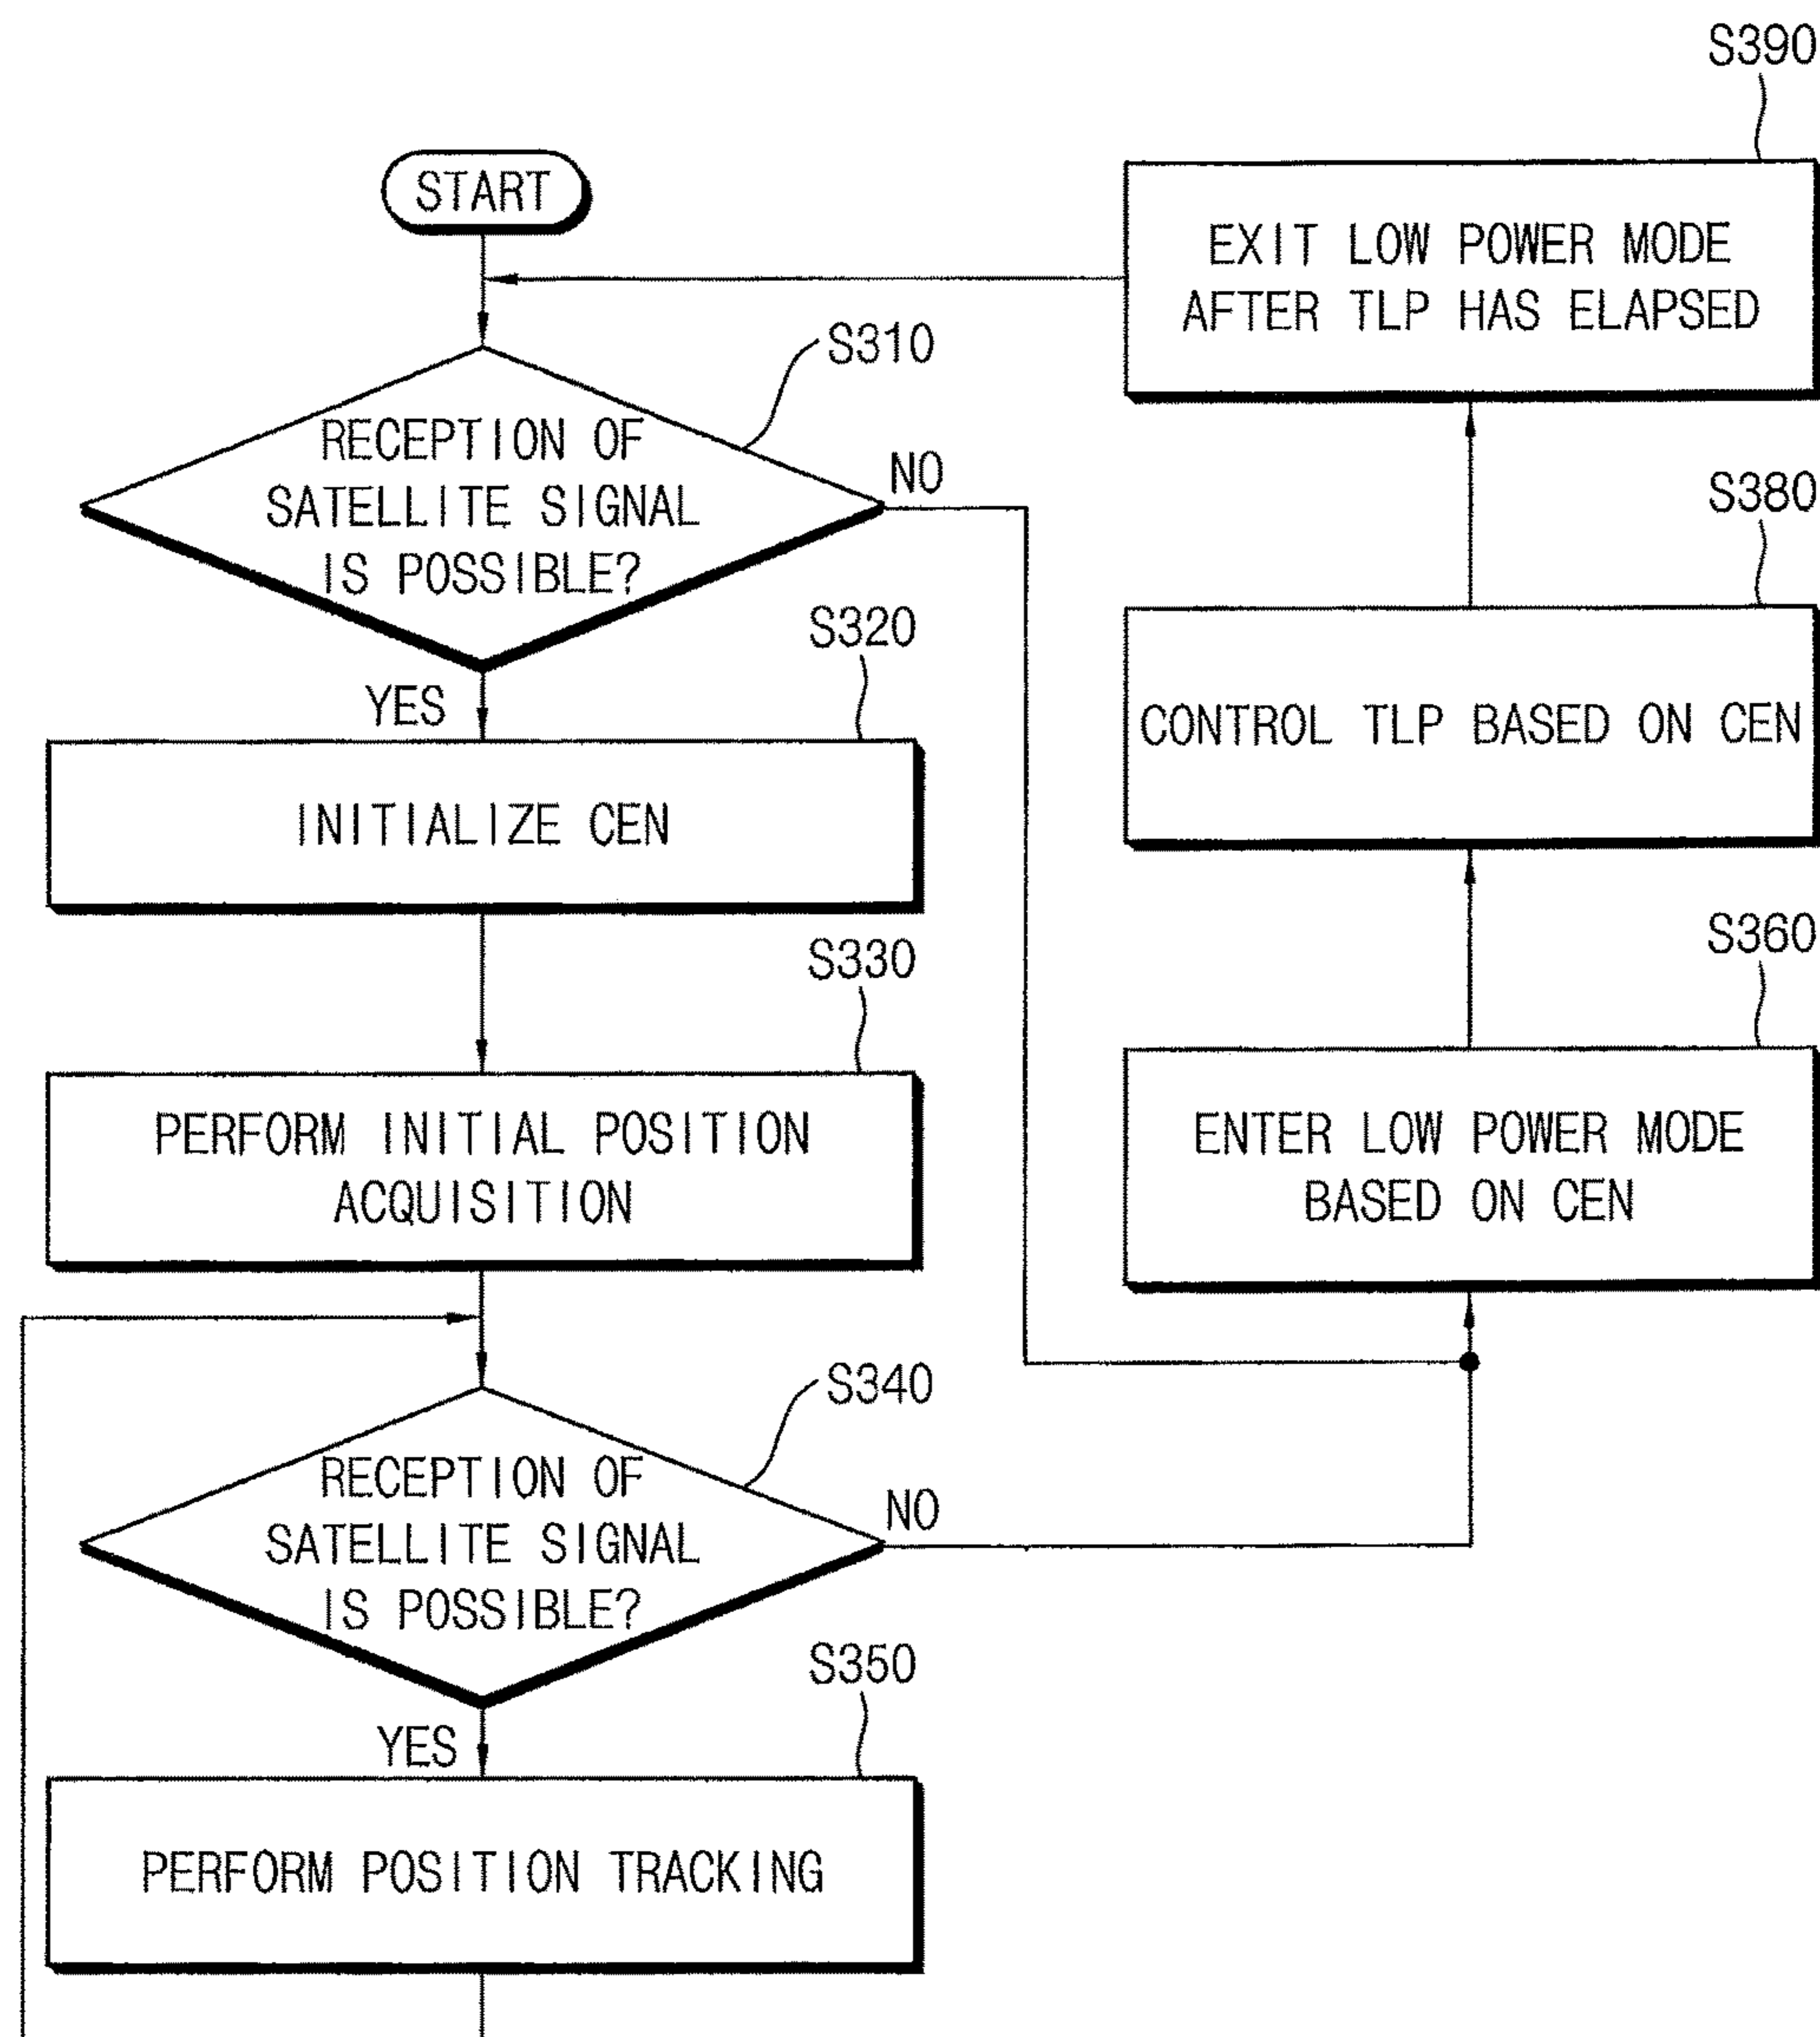 START
S310
RECEPTION OF
SATELLITE SIGNAL
IS POSSIBLE?
NO
YES
S320
INITIALIZE CEN
S330
PERFORM INITIAL POSITION
ACQUISITION
S340
RECEPTION OF
SATELLITE SIGNAL
IS POSSIBLE?
NO
YES
S350
PERFORM POSITION TRACKING
S390
EXIT LOW POWER MODE
AFTER TLP HAS ELAPSED
S380
CONTROL TLP BASED ON CEN
S360
ENTER LOW POWER MODE
BASED ON CEN